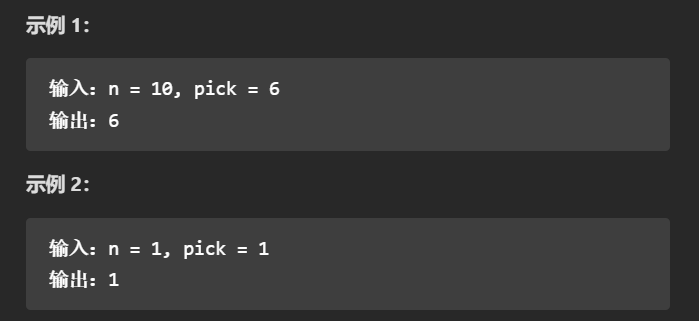 示例 1：
输入：n = 10, pick = 6
输出：6
示例 2：
输入：n = 1, pick = 1
输出：1